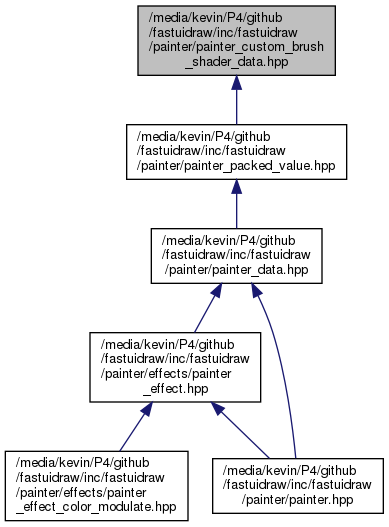 /media/kevin/P4/github
/fastuidraw/inc/fastuidraw
/painter/painter_custom_brush
_shader_data.hpp
/media/kevin/P4/github
/fastuidraw/inc/fastuidraw
/painter/painter_packed_value.hpp
/media/kevin/P4/github
/fastuidraw/inc/fastuidraw
/painter/painter_data.hpp
/media/kevin/P4/github
/fastuidraw/inc/fastuidraw
/painter/effects/painter
_effect.hpp
/media/kevin/P4/github
/fastuidraw/inc/fastuidraw
/painter/effects/painter
_effect_color_modulate.hpp
/media/kevin/P4/github
/fastuidraw/inc/fastuidraw
/painter/painter.hpp